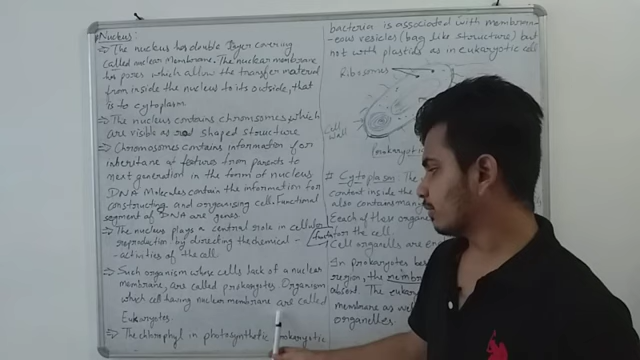 Nucleus:
The nucleus has double layer covering
called nuclear membrane. The nuclear membrane
has pores which allow the transfer material
from inside the nucleus to its outside, that
is to cytoplasm
The nucleus contains chromosomes, which
are visible as rod shaped structure
Chromosomes contains information for
inheritance of features from parents to
next generation in the form of nucleus
DNA Molecules contain the information for
constructing and organising cell. Functional
segment of DNA are genes.
The nucleus plays a central role in cellular
reproduction by directing the chemical -
activities of the cell.
Such organism whose cells lack of a nuclear
membrane, are called prokaryotes. Organism
which cell having nuclear membrane are called
Eukaryotes.
The chlrophyl in photosynthetic prokaryotic
bacteria is associated with membran-
-eous vesicles (bag like structure) but
not with plastids as in eukaryotic cell
Ribosomes
Cell
wall
(prokaryotic
# Cytoplasm: The
content inside the
also contains many
Each of these organe
for the cell.
Cell organells are en
In prokaryotes bes
region, the membr
absent. The eukary
membrane as well
organelles.